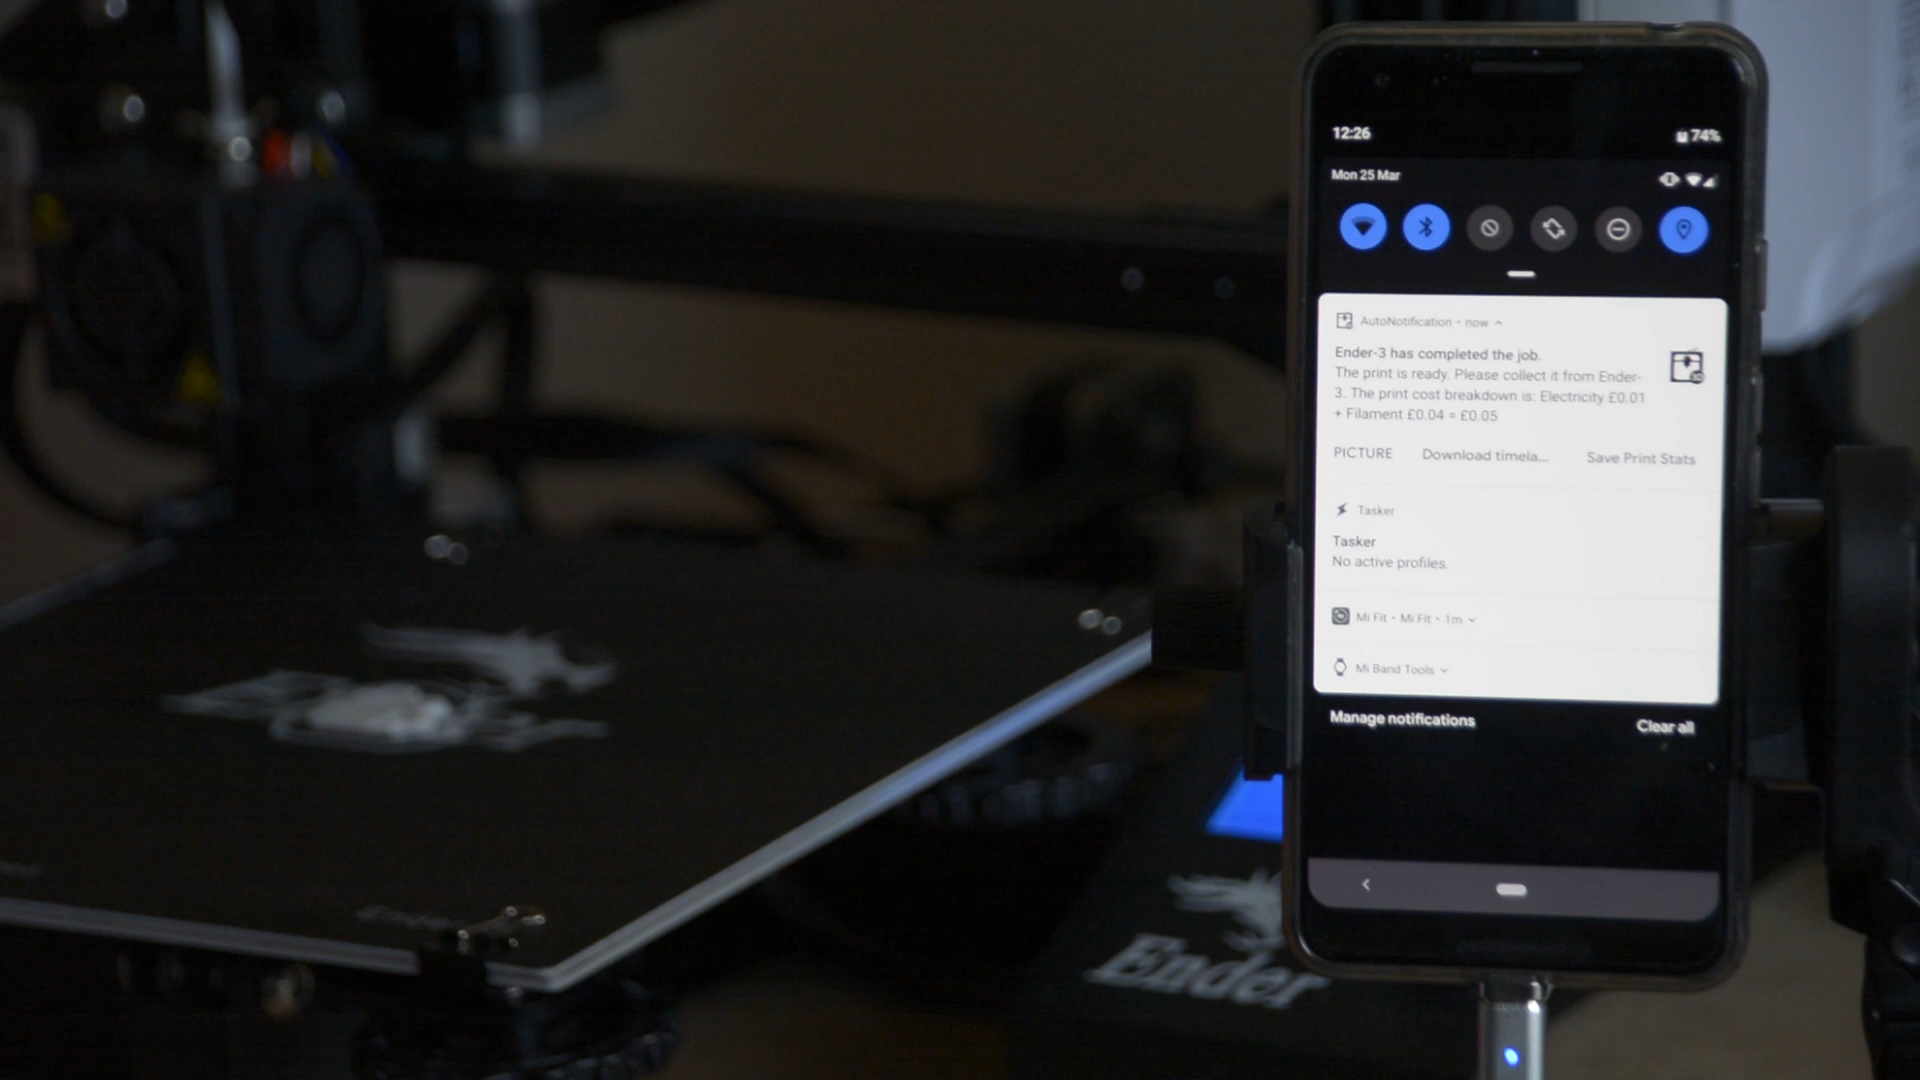 12:26
74%
Mon 25 Mar
AutoNotification • now
Ender-3 has completed the job.
The print is ready. Please collect it from Ender-
3. The print cost breakdown is: Electricity £0.01
+ Filament £0.04 = £0.05
PICTURE
Download timela...
Save Print Stats
Tasker
Tasker
No active profiles.
Mi Fit • Mi Fit • 1m
Mi Band Tools
Manage notifications
Clear all
Ender
Ender